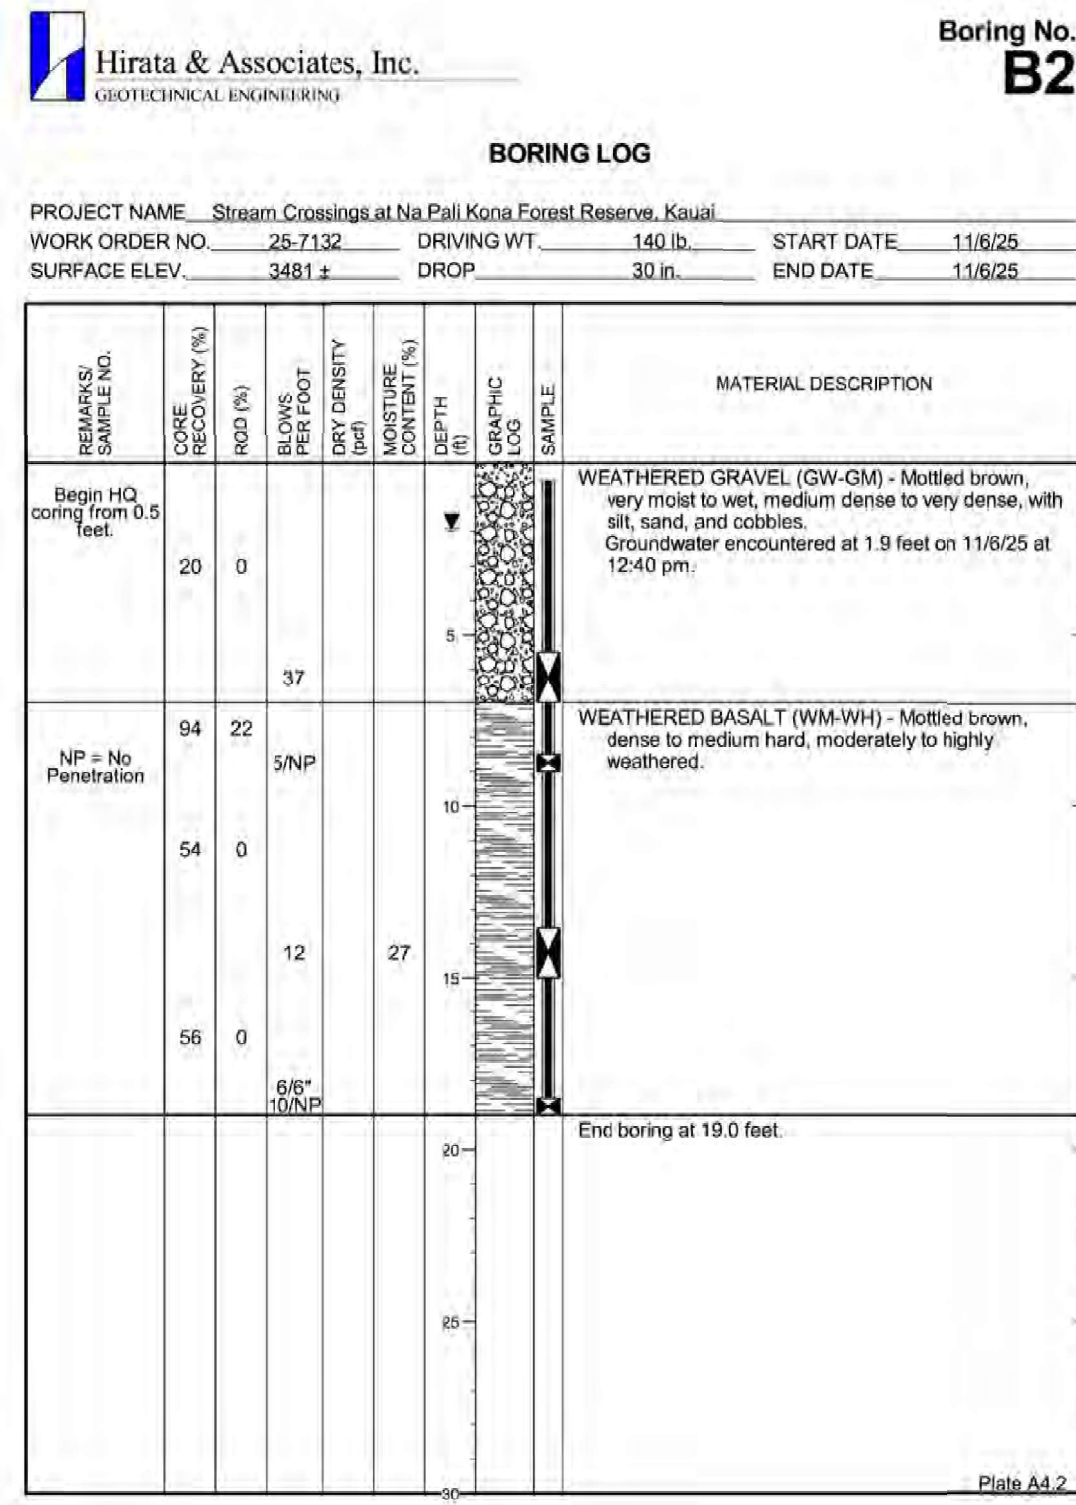 Hirata & Associates, Inc.
GEOTECHNICAL ENGINEERING
Boring No.
B2
BORING LOG
PROJECT NAME Stream Crossings at Na Pali Kona Forest Reserve, Kauai
WORK ORDER NO. 25-7132 DRIVING WT. 140 lb. START DATE 11/6/25
SURFACE ELEV. 3481 ± DROP 30 in. END DATE 11/6/25
REMARKS/
SAMPLE NO.
CORE
RECOVERY (%)
RQD (%)
BLOWS
PER FOOT
DRY DENSITY
(pcf)
MOISTURE
CONTENT (%)
DEPTH
(ft)
GRAPHIC
LOG
SAMPLE
MATERIAL DESCRIPTION
Begin HQ
coring from 0.5
feet.
WEATHERED GRAVEL (GW-GM) - Mottled brown,
very moist to wet, medium dense to very dense, with
silt, sand, and cobbles.
Groundwater encountered at 1.9 feet on 11/6/25 at
12:40 pm.
20 0
5
37
94 22
WEATHERED BASALT (WM-WH) - Mottled brown,
dense to medium hard, moderately to highly
weathered.
NP = No
Penetration
5/NP
10
54 0
12 27
15
56 0
6/6"
10/NP
End boring at 19.0 feet.
20
25
30
Plate A4.2